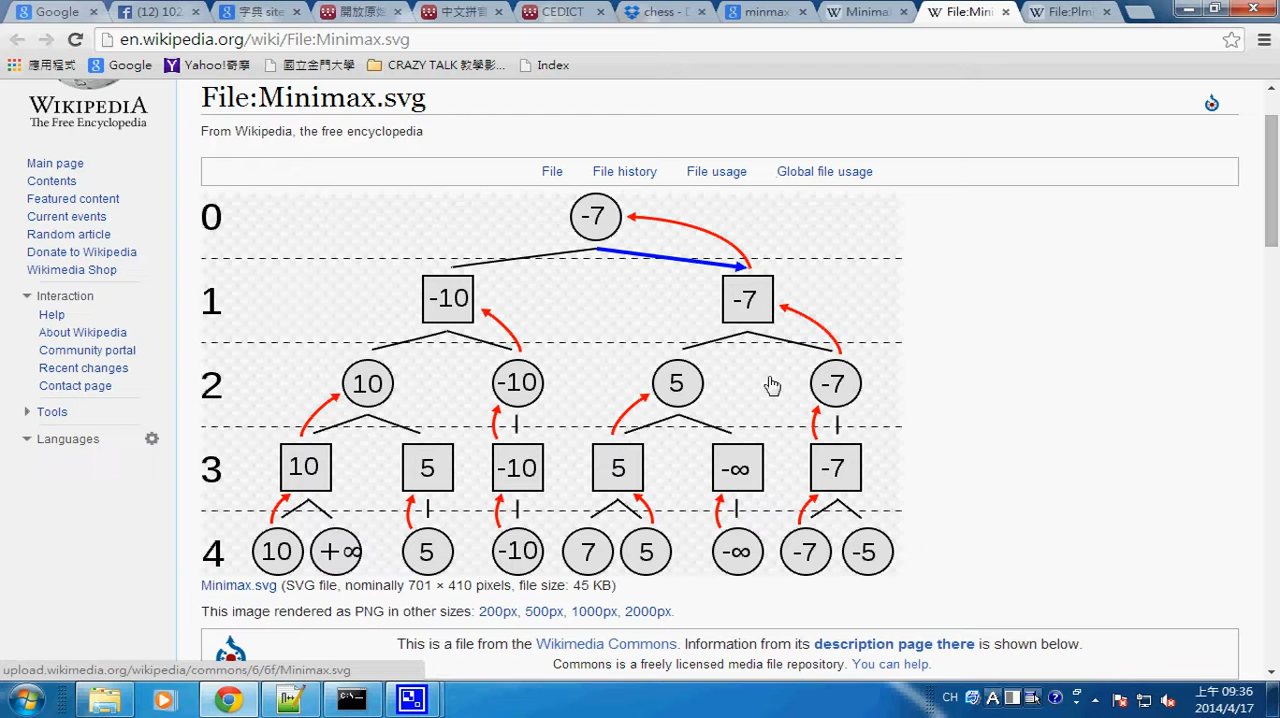 Google
(12) 102
字典 site
開放原始
中文拼音
CEDICT
chess - D
minmax
Minima
File:Mini
File:Plmi
en.wikipedia.org/wiki/File:Minimax.svg
應用程式 Google Yahoo!奇摩 國立金門大學 CRAZY TALK 教學影... Index
WIKIPEDIA
The Free Encyclopedia
Main page
Contents
Featured content
Current events
Random article
Donate to Wikipedia
Wikimedia Shop
Interaction
Help
About Wikipedia
Community portal
Recent changes
Contact page
Tools
Languages
File:Minimax.svg
From Wikipedia, the free encyclopedia
File File history File usage Global file usage
0 -7
1 -10 -7
2 10 -10 5 -7
3 10 5 -10 5 -∞ -7
4 10 +∞ 5 -10 7 5 -∞ -7 -5
Minimax.svg (SVG file, nominally 701 × 410 pixels, file size: 45 KB)
This image rendered as PNG in other sizes: 200px, 500px, 1000px, 2000px.
This is a file from the Wikimedia Commons. Information from its description page there is shown below.
Commons is a freely licensed media file repository. You can help.
upload.wikimedia.org/wikipedia/commons/6/6f/Minimax.svg
CH
上午 09:36
2014/4/17